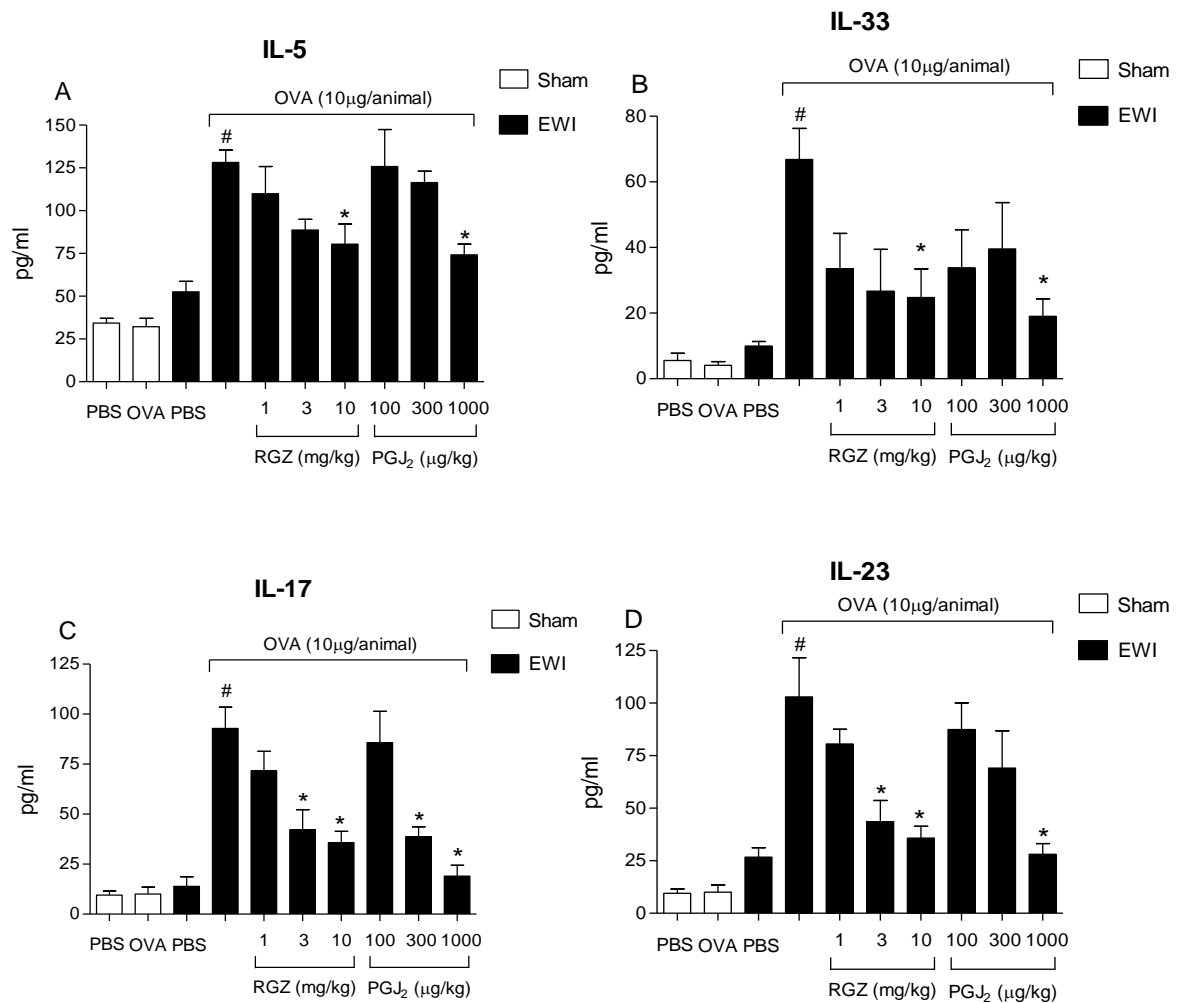 IL-5
A
OVA (10μg/animal)
Sham
EWI
#
*
*
150
125
100
75
50
25
0
pg/ml
PBS OVA PBS
1 3 10 100 300 1000
RGZ (mg/kg) PGJ₂ (μg/kg)
IL-33
B
OVA (10μg/animal)
Sham
EWI
#
*
*
80
60
40
20
0
pg/ml
PBS OVA PBS
1 3 10 100 300 1000
RGZ (mg/kg) PGJ₂ (μg/kg)
IL-17
C
OVA (10μg/animal)
Sham
EWI
#
* * *
*
125
100
75
50
25
0
pg/ml
PBS OVA PBS
1 3 10 100 300 1000
RGZ (mg/kg) PGJ₂ (μg/kg)
IL-23
D
OVA (10μg/animal)
Sham
EWI
#
* *
*
125
100
75
50
25
0
pg/ml
PBS OVA PBS
1 3 10 100 300 1000
RGZ (mg/kg) PGJ₂ (μg/kg)